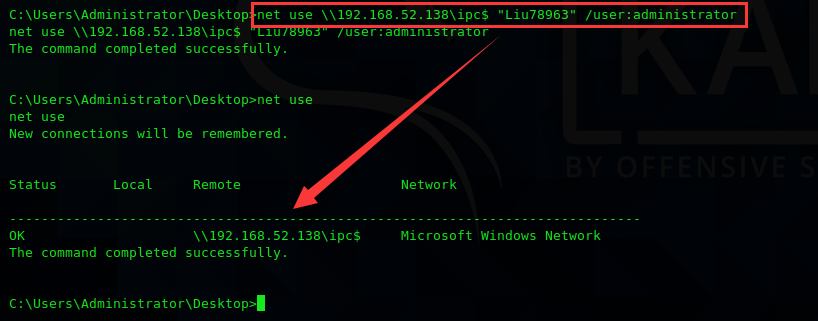 C:\Users\Administrator\Desktop>net use \\192.168.52.138\ipc$ "Liu78963" /user:administrator
net use \\192.168.52.138\ipc$ "Liu78963" /user:administrator
The command completed successfully.
C:\Users\Administrator\Desktop>net use
net use
New connections will be remembered.
Status       Local     Remote                    Network
-------------------------------------------------------------------------------
OK                     \\192.168.52.138\ipc$     Microsoft Windows Network
The command completed successfully.
C:\Users\Administrator\Desktop>
KA
BY OFFENSIVE S